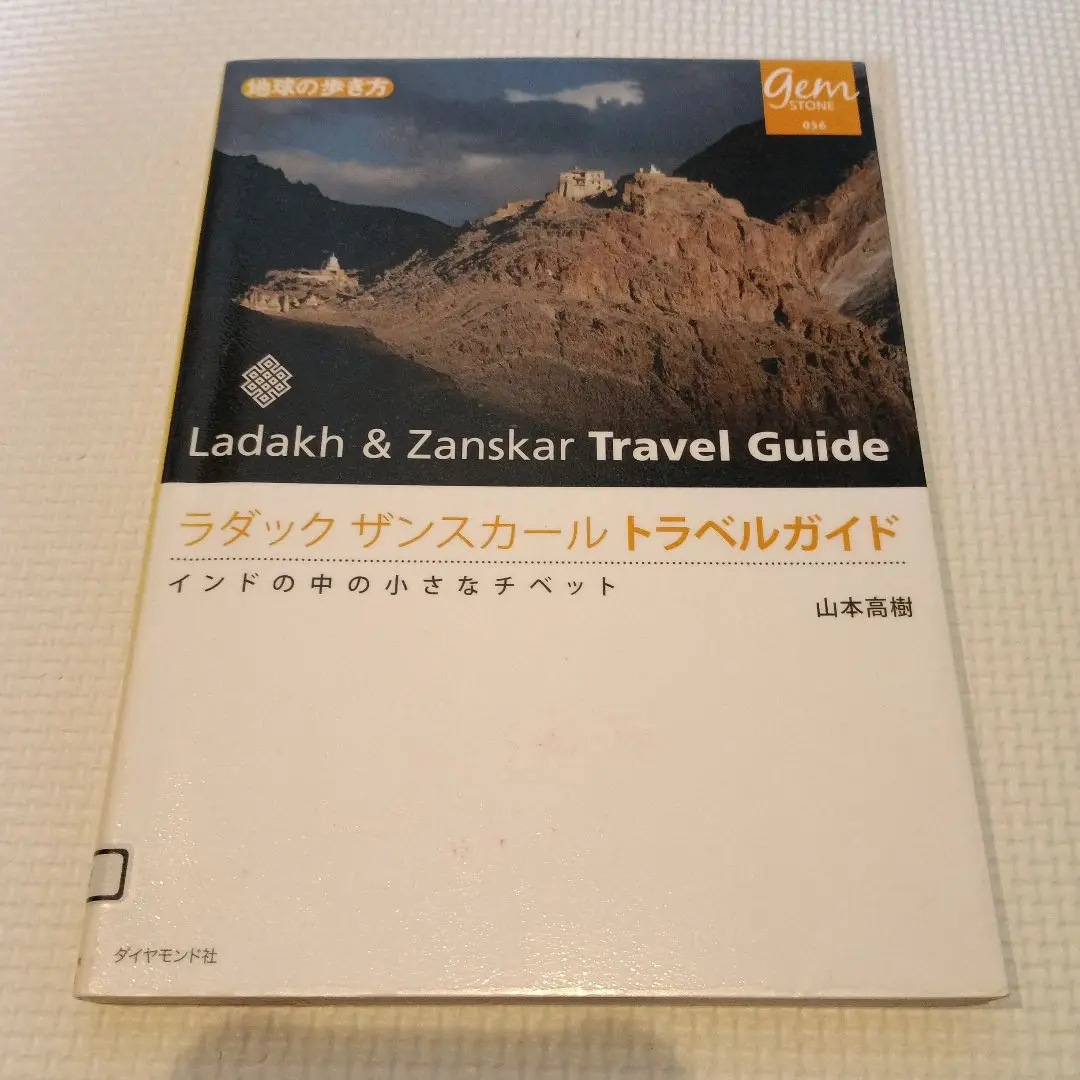 地球の歩き方
gem
STONE
056
Ladakh & Zanskar Travel Guide
ラダック ザンスカール トラベルガイド
インドの中の小さなチベット
山本高樹
ダイヤモンド社